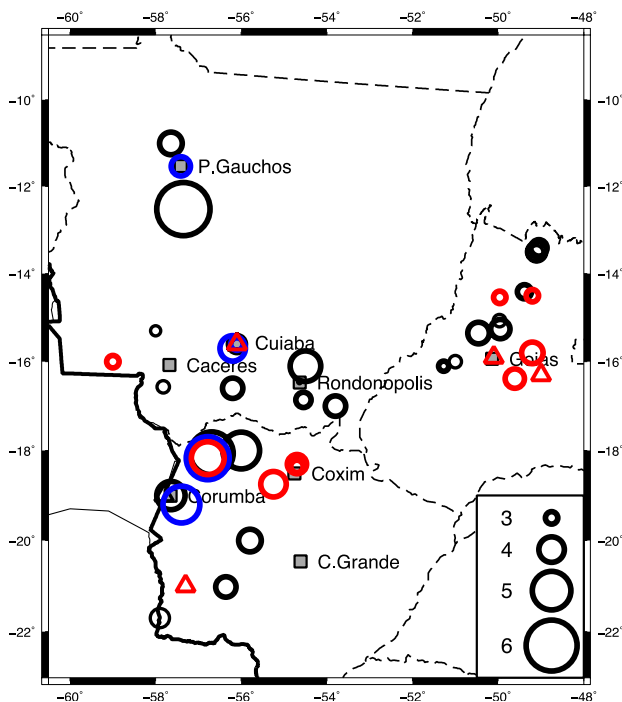 −60° −58° −56° −54° −52° −50° −48°
−10° −10°
P.Gauchos
−12° −12°
−14° −14°
Cuiaba
Goias
−16° −16°
Caceres
Rondonopolis
−18° −18°
Coxim
Corumba
3
−20° −20°
4
C.Grande
5
−22° −22°
6
−60° −58° −56° −54° −52° −50° −48°